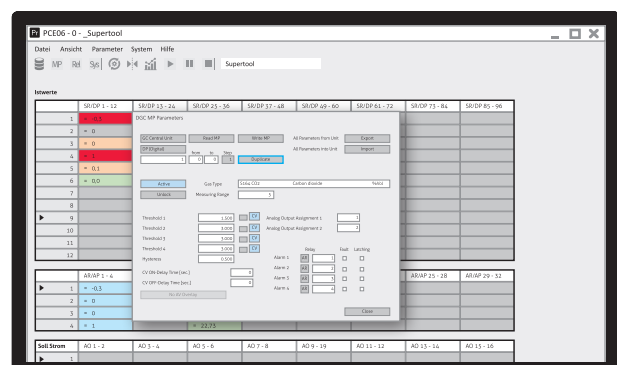 PCE06 - 0 - _Supertool
Datei Ansicht Parameter System Hilfe
MP Rel Sys Supertool
Istwerte
SR/DP 1 - 12 SR/DP 13 - 24 SR/DP 25 - 36 SR/DP 37 - 48 SR/DP 49 - 60 SR/DP 61 - 72 SR/DP 73 - 84 SR/DP 85 - 96
1 = -0,3
2 = 0
3 = 0
4 = 1
5 = 0,1
6 = 0,0
7
8
9
10
11
12
DGC MP Parameters
GC Control Unit Read MP Write MP All Parameters from Unit Export
DP (Digital) All Parameters into Unit Import
from to Step
1 0 0 1 Duplicate
Active Gas Type Carbon dioxide
Unlock Measuring Range 5
Threshold 1 1.500 CV Analog Output Assignment 1 1
Threshold 2 2.000 CV Analog Output Assignment 2 2
Threshold 3 3.000 CV
Threshold 4 CV
Hysteresis 0.500
Relay Fault Latching
Alarm 1 AR 1
Alarm 2 AR 2
Alarm 3 AR 3
Alarm 4 AR 4
CV ON-Delay Time (sec.) 0
CV OFF-Delay Time (sec.) 0
Close
AR/AP 1 - 4 AR/AP 25 - 28 AR/AP 29 - 32
1 = -0,3
2 = 0
3 = 0
4 = 1 = 22.73
Soll Strom AO 1 - 2 AO 3 - 4 AO 5 - 6 AO 7 - 8 AO 9 - 19 AO 11 - 12 AO 13 - 14 AO 15 - 16
1